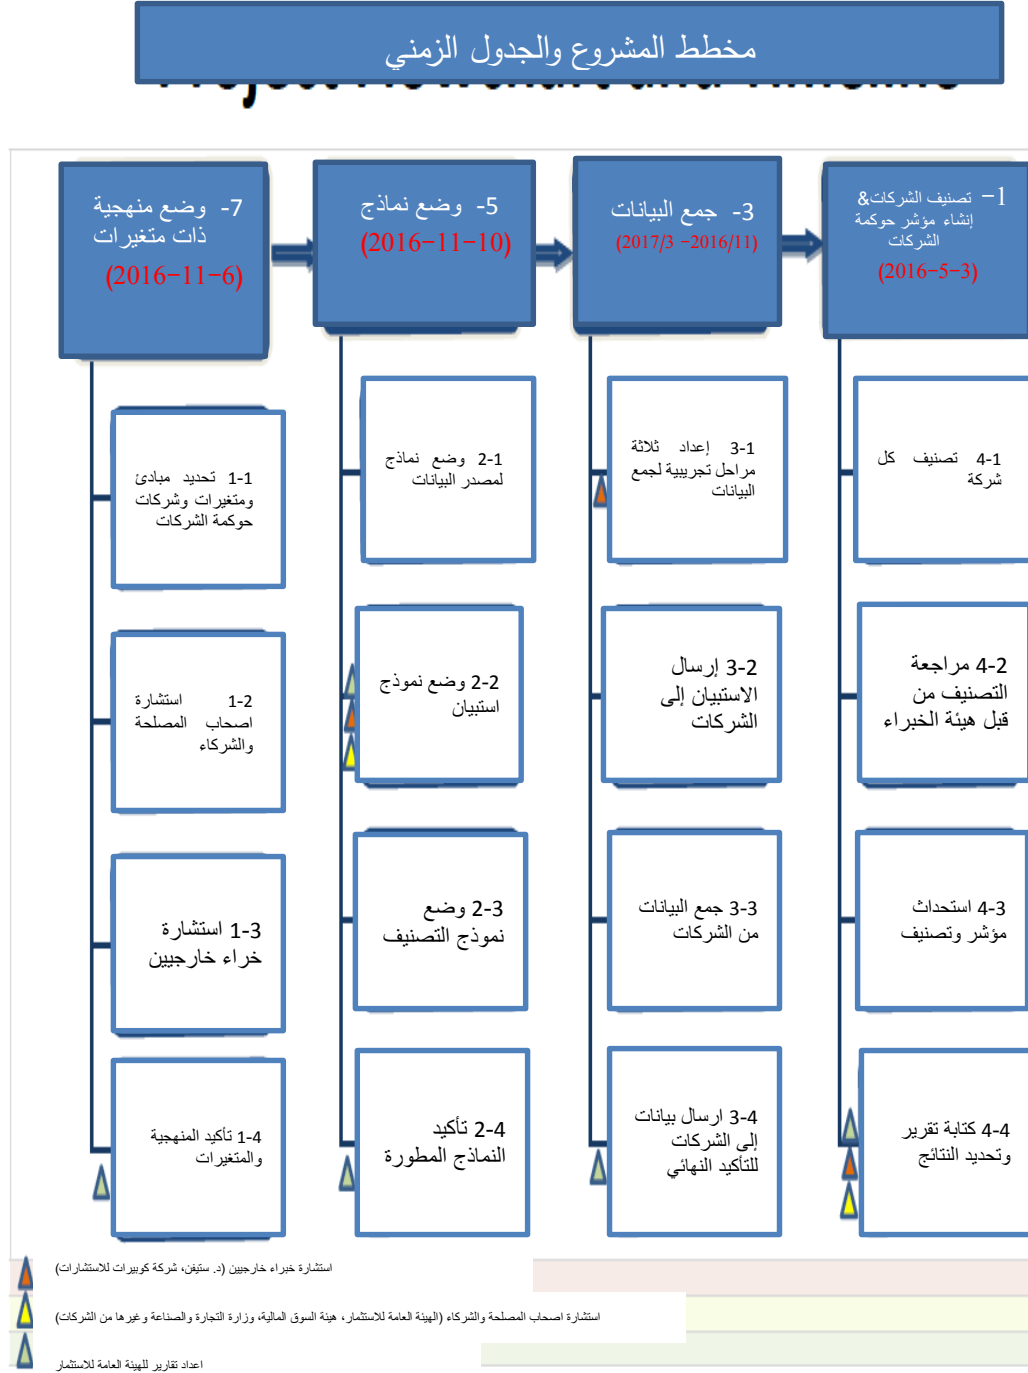 مخطط المشروع والجدول الزمني
7- وضع منهجية
ذات متغيرات
(2016-11-6)
1-1 تحديد مبادئ
ومتغيرات وشركات
حوكمة الشركات
1-2 استشارة
اصحاب المصلحة
والشركاء
1-3 استشارة
خراء خارجيين
1-4 تأكيد المنهجية
والمتغيرات
5- وضع نماذج
(2016-11-10)
2-1 وضع نماذج
لمصدر البيانات
2-2 وضع نموذج
استبيان
2-3 وضع
نموذج التصنيف
2-4 تأكيد
النماذج المطورة
3- جمع البيانات
(2016/11- 2017/3)
3-1 إعداد ثلاثة
مراحل تجريبية لجمع
البيانات
3-2 إرسال
الاستبيان إلى
الشركات
3-3 جمع البيانات
من الشركات
3-4 ارسال بيانات
إلى الشركات
للتأكيد النهائي
1- تصنيف الشركات&
إنشاء مؤشر حوكمة
الشركات
(2016-5-3)
4-1 تصنيف كل
شركة
4-2 مراجعة
التصنيف من
قبل هيئة الخبراء
4-3 استحداث
مؤشر وتصنيف
4-4 كتابة تقرير
وتحديد النتائج
استشارة خبراء خارجيين (د. ستيفن، شركة كوبيرات للاستشارات)
استشارة اصحاب المصلحة والشركاء (الهيئة العامة للاستثمار، هيئة السوق المالية، وزارة التجارة والصناعة وغيرها من الشركات)
اعداد تقارير للهيئة العامة للاستثمار